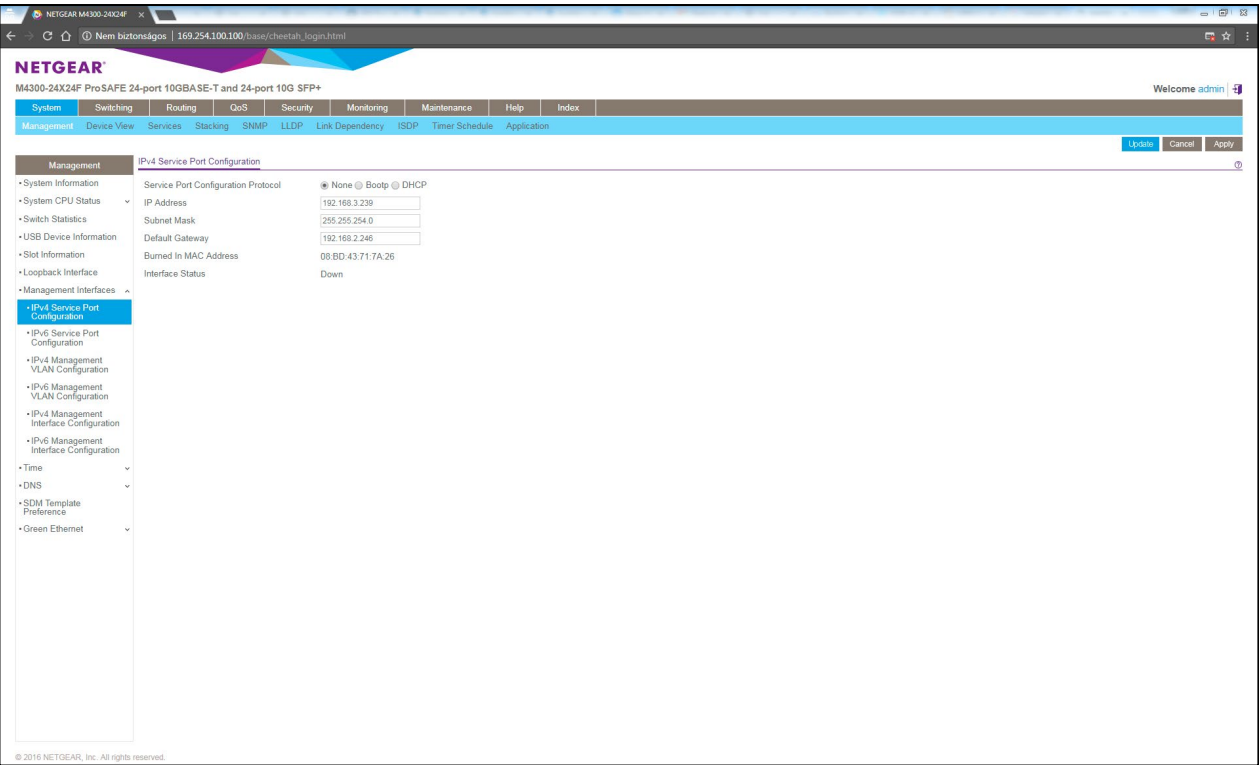 NETGEAR M4300-24X24F
Nem biztonságos | 169.254.100.100/base/cheetah_login.html
NETGEAR®
M4300-24X24F ProSAFE 24-port 10GBASE-T and 24-port 10G SFP+
Welcome admin
System Switching Routing QoS Security Monitoring Maintenance Help Index
Management Device View Services Stacking SNMP LLDP Link Dependency ISDP Timer Schedule Application
Update Cancel Apply
Management
• System Information
• System CPU Status
• Switch Statistics
• USB Device Information
• Slot Information
• Loopback Interface
• Management Interfaces
• IPv4 Service Port
Configuration
• IPv6 Service Port
Configuration
• IPv4 Management
VLAN Configuration
• IPv6 Management
VLAN Configuration
• IPv4 Management
Interface Configuration
• IPv6 Management
Interface Configuration
• Time
• DNS
• SDM Template
Preference
• Green Ethernet
IPv4 Service Port Configuration
Service Port Configuration Protocol None Bootp DHCP
IP Address 192.168.3.239
Subnet Mask 255.255.254.0
Default Gateway 192.168.2.246
Burned In MAC Address 08:BD:43:71:7A:26
Interface Status Down
© 2016 NETGEAR, Inc. All rights reserved.